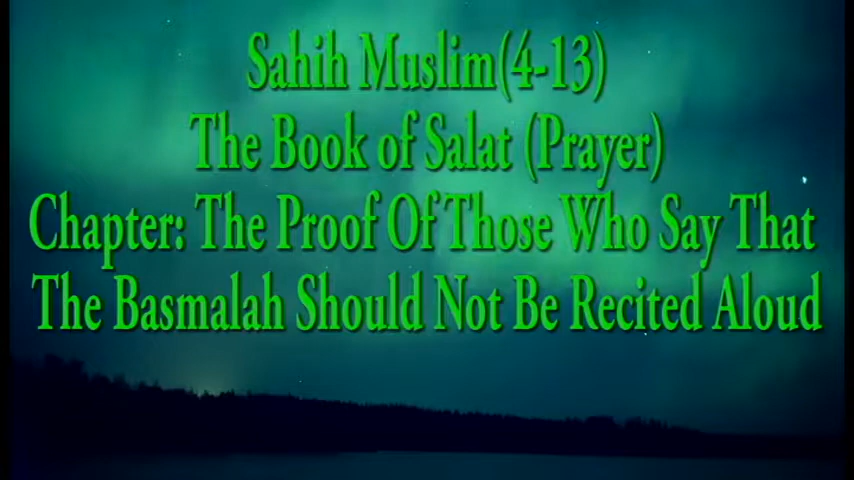 Sahih Muslim(4-13)
The Book of Salat (Prayer)
Chapter: The Proof Of Those Who Say That
The Basmalah Should Not Be Recited Aloud